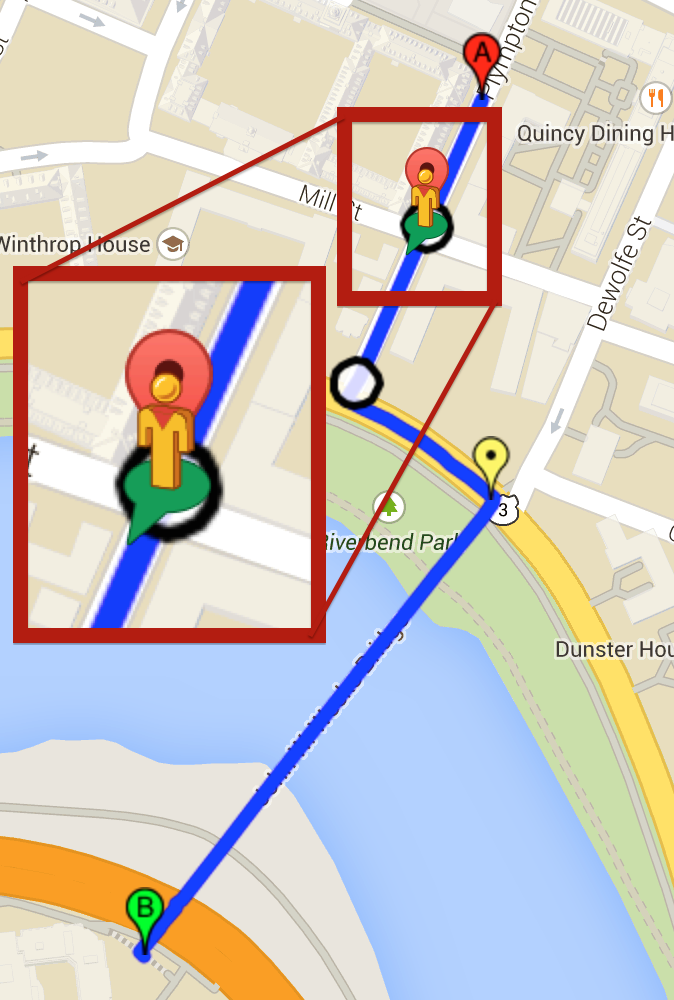 Plympton
A
Quincy Dining H
Mill St
Winthrop House
Dewolfe St
t
3
Riverbend Park
Dunster Hou
B